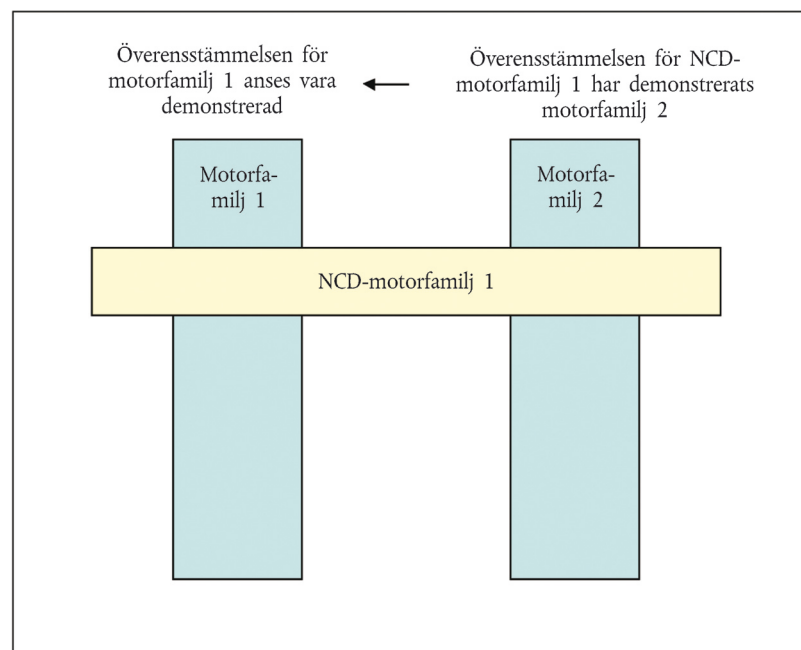 Överensstämmelsen för
motorfamilj 1 anses vara
demonstrerad
Överensstämmelsen för NCD-
motorfamilj 1 har demonstrerats
motorfamilj 2
Motorfa-
milj 1
Motorfa-
milj 2
NCD-motorfamilj 1